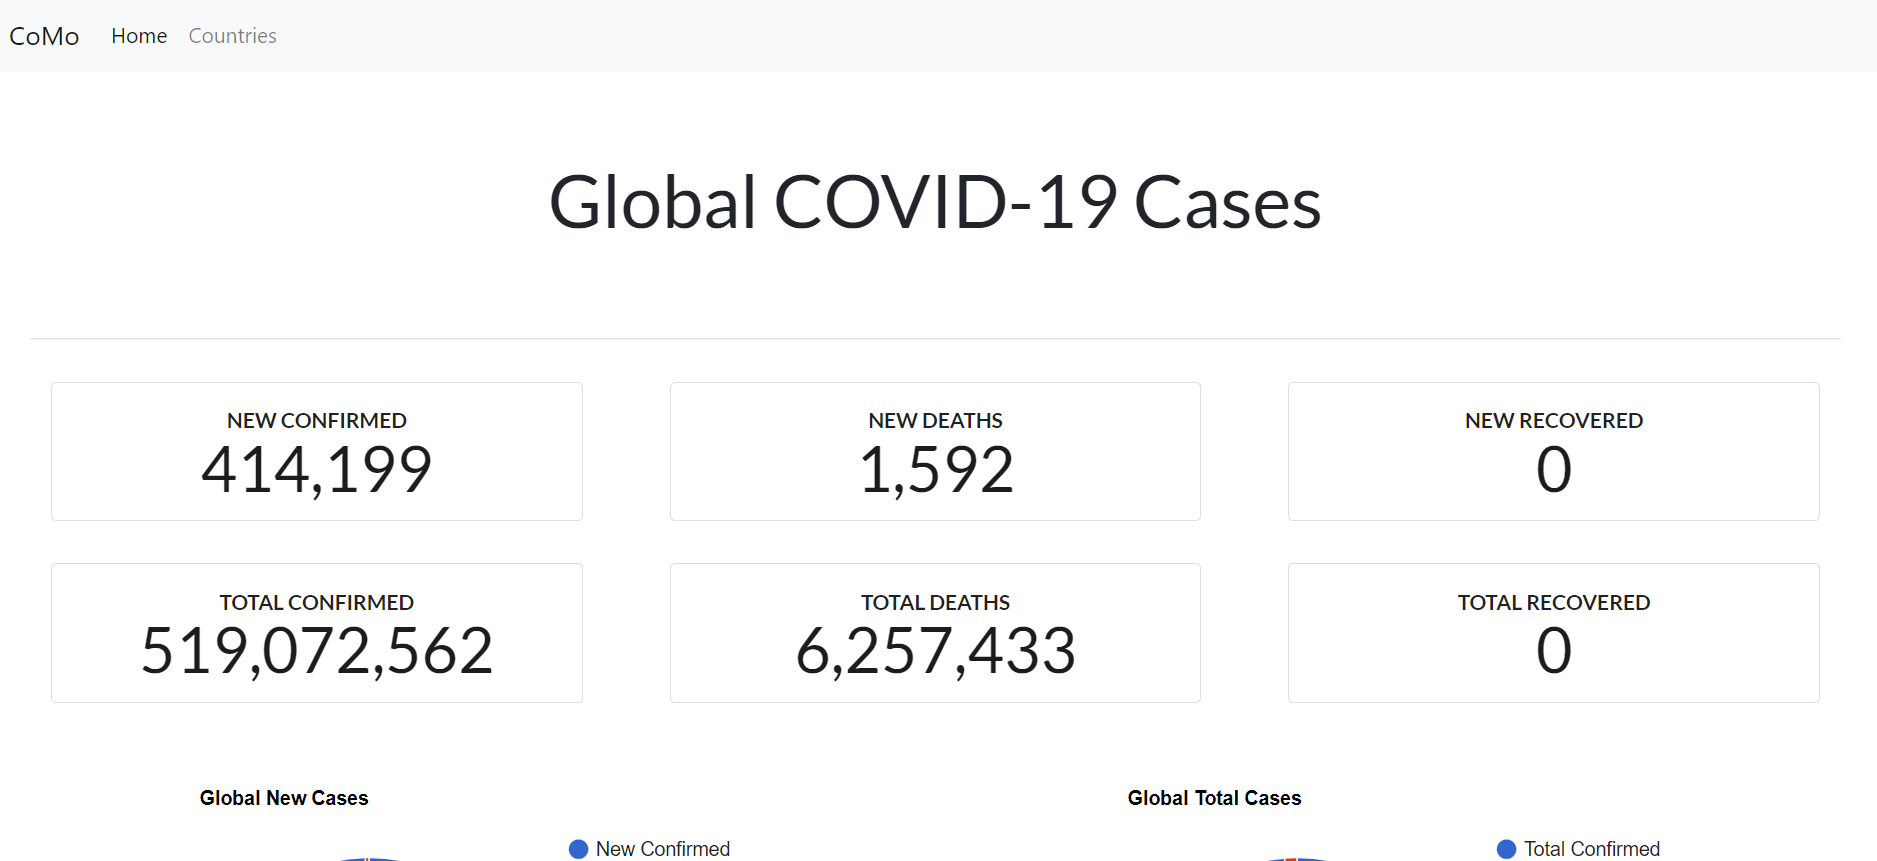 CoMo Home Countries
Global COVID-19 Cases
NEW CONFIRMED
414,199
NEW DEATHS
1,592
NEW RECOVERED
0
TOTAL CONFIRMED
519,072,562
TOTAL DEATHS
6,257,433
TOTAL RECOVERED
0
Global New Cases
New Confirmed
Global Total Cases
Total Confirmed